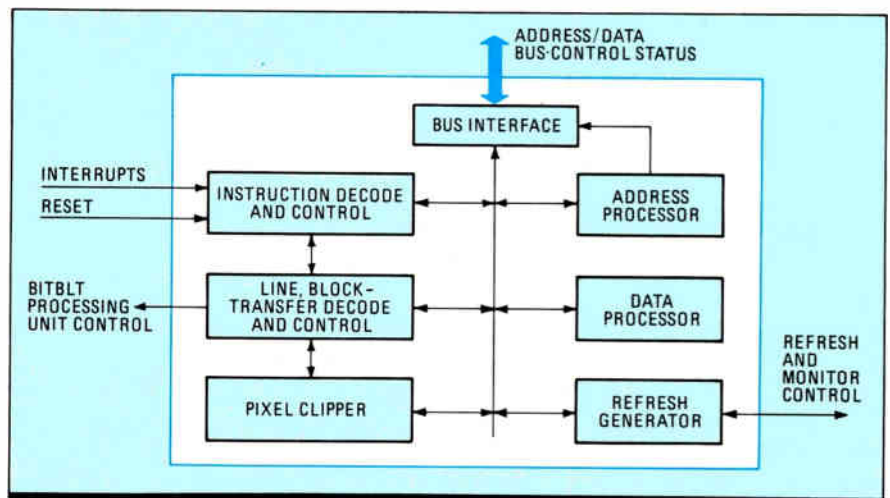 ADDRESS/DATA
BUS-CONTROL STATUS
BUS INTERFACE
INTERRUPTS
RESET
INSTRUCTION DECODE
AND CONTROL
ADDRESS
PROCESSOR
BITBLT
PROCESSING
UNIT CONTROL
LINE, BLOCK-
TRANSFER DECODE
AND CONTROL
DATA
PROCESSOR
REFRESH
AND
MONITOR
CONTROL
PIXEL CLIPPER
REFRESH
GENERATOR